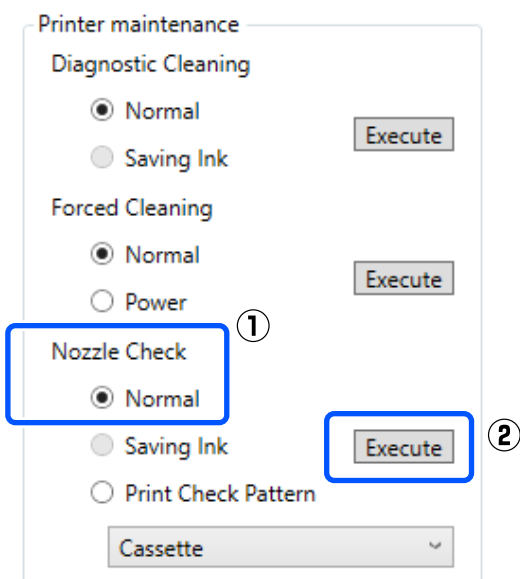 Printer maintenance
Diagnostic Cleaning
Normal
Execute
Saving Ink
Forced Cleaning
Normal
Execute
Power
①
Nozzle Check
Normal
Saving Ink
Execute
②
Print Check Pattern
Cassette